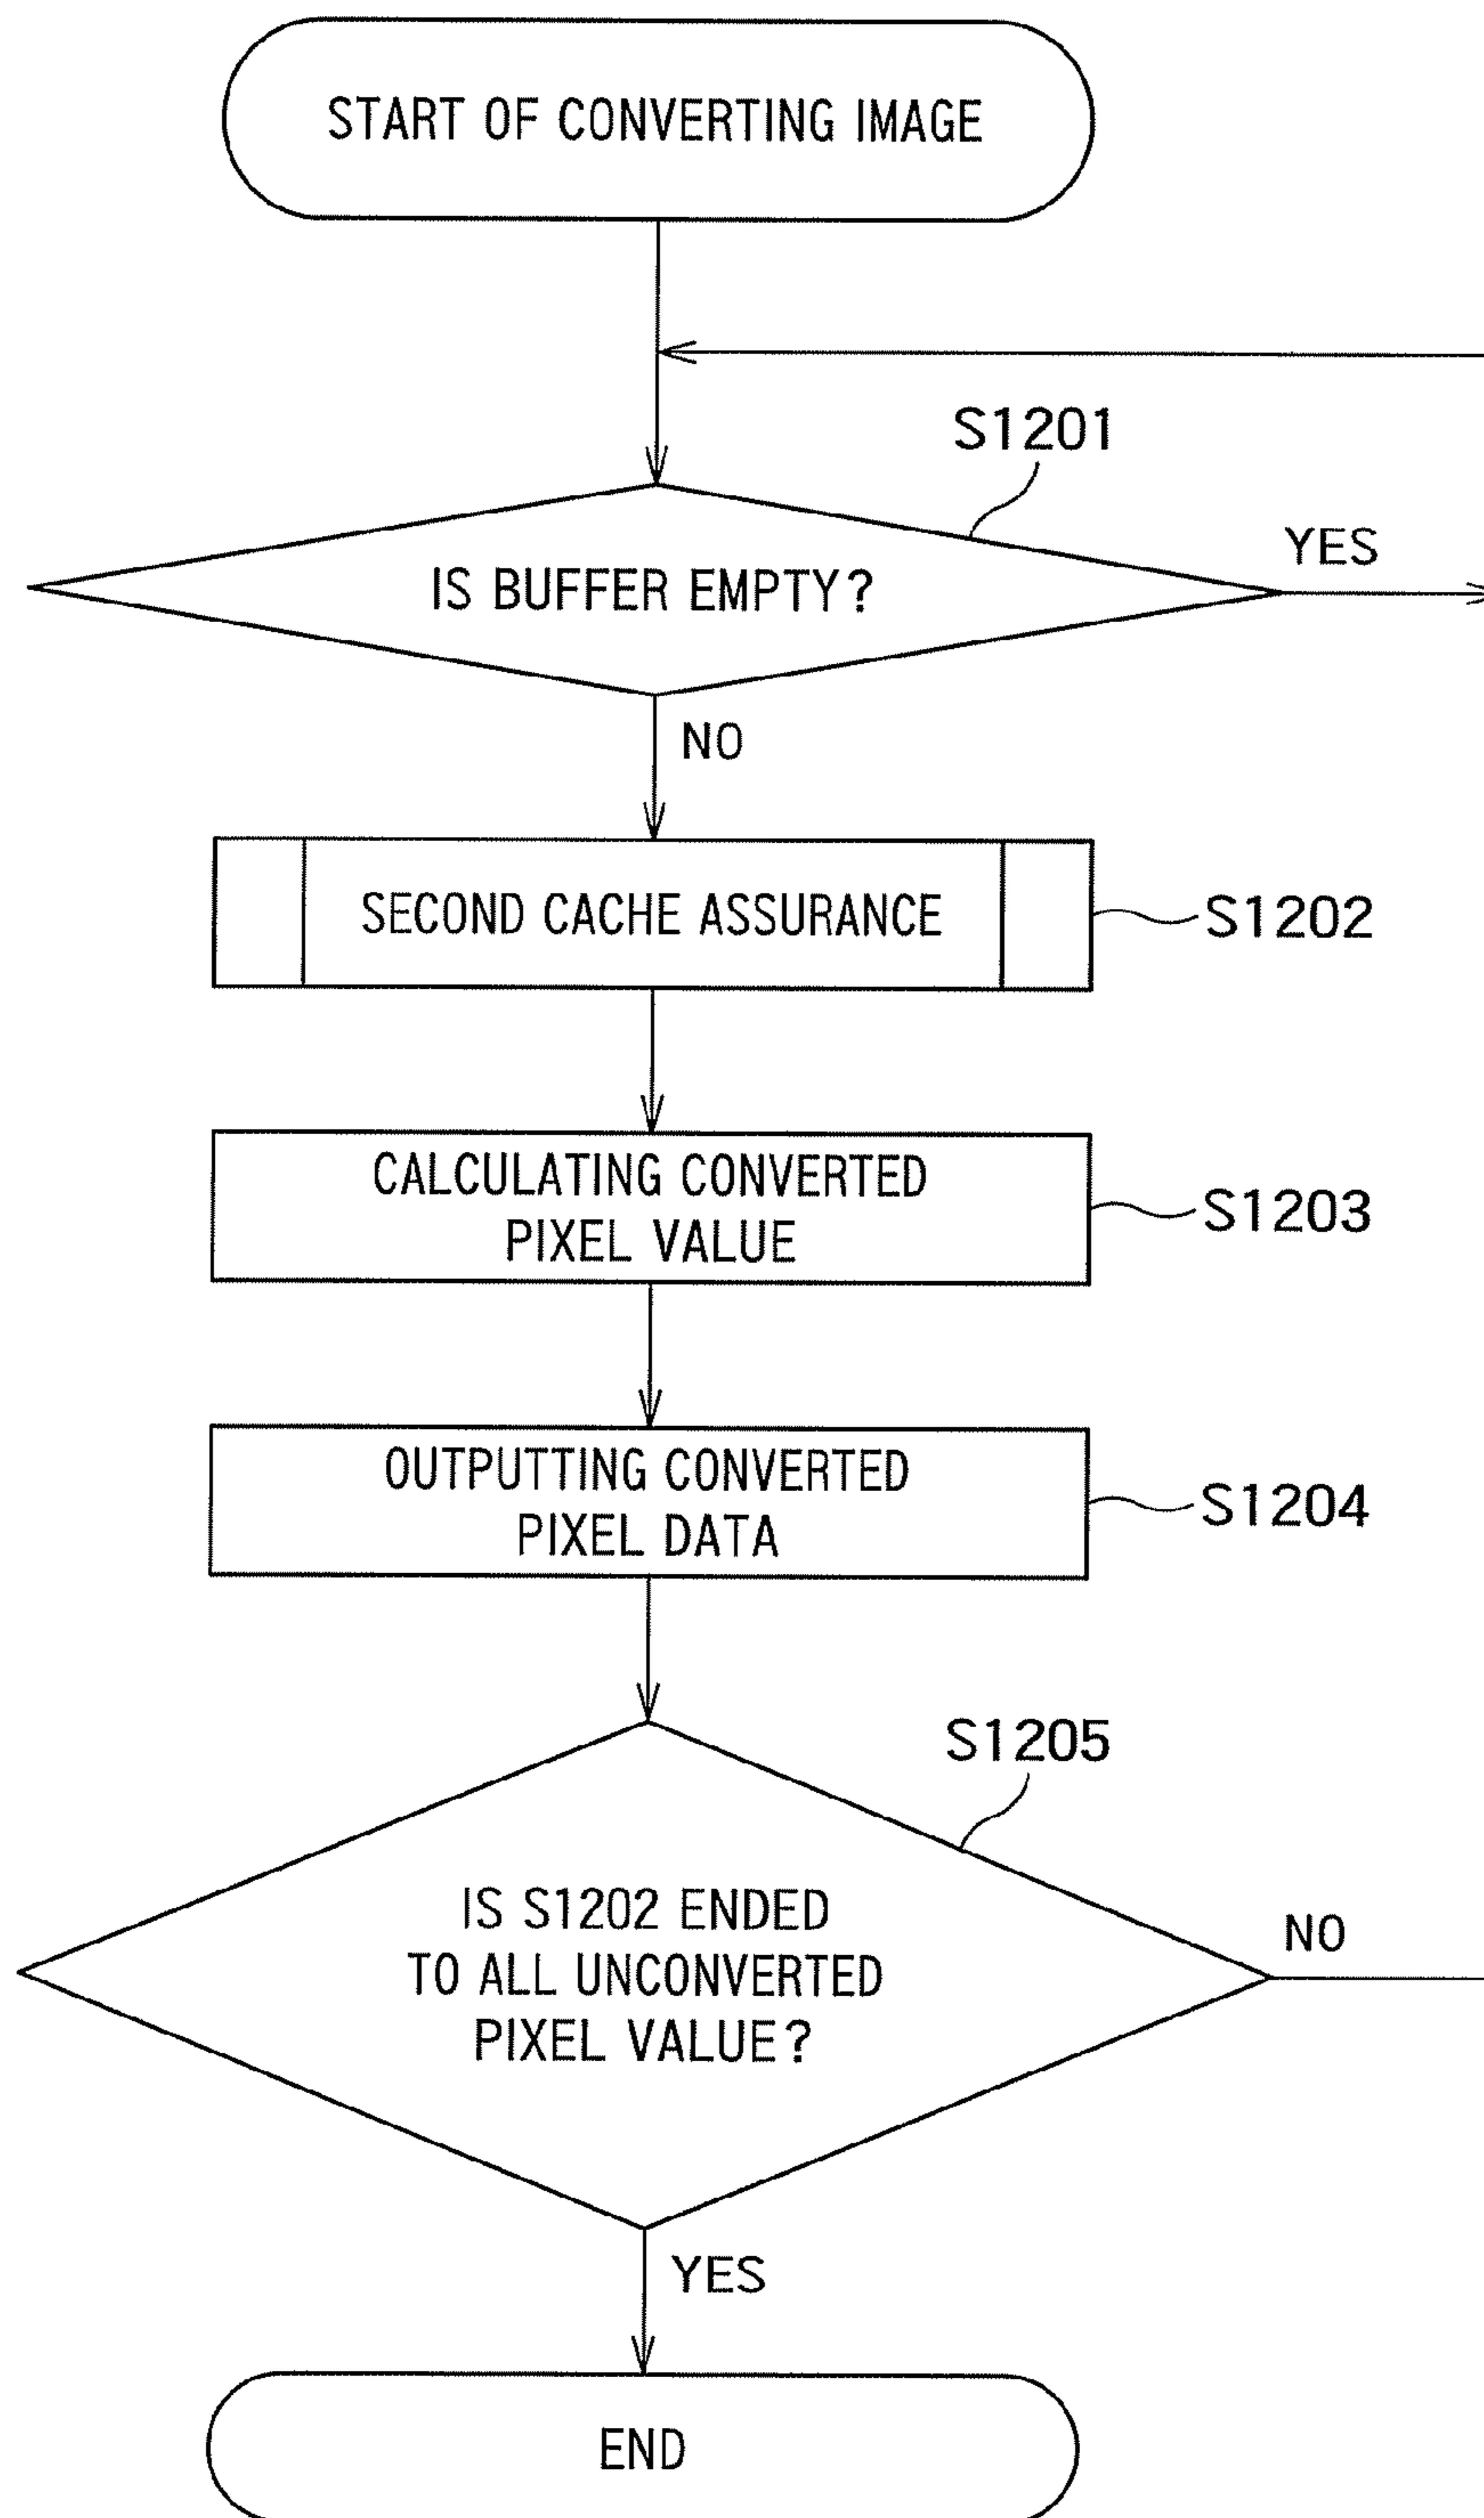 START OF CONVERTING IMAGE
S1201
YES
IS BUFFER EMPTY?
NO
SECOND CACHE ASSURANCE
S1202
CALCULATING CONVERTED
PIXEL VALUE
S1203
OUTPUTTING CONVERTED
PIXEL DATA
S1204
S1205
IS S1202 ENDED
TO ALL UNCONVERTED
PIXEL VALUE?
NO
YES
END